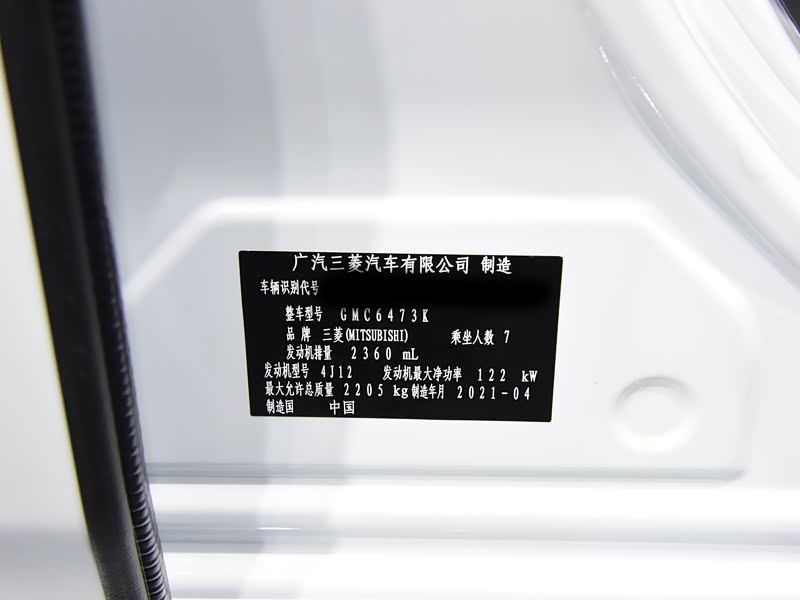 广汽三菱汽车有限公司 制造
车辆识别代号
整车型号 GMC6473K
品牌 三菱(MITSUBISHI) 乘坐人数 7
发动机排量 2360 mL
发动机型号 4J12 发动机最大净功率 122 kW
最大允许总质量 2205 kg 制造年月 2021-04
制造国 中国